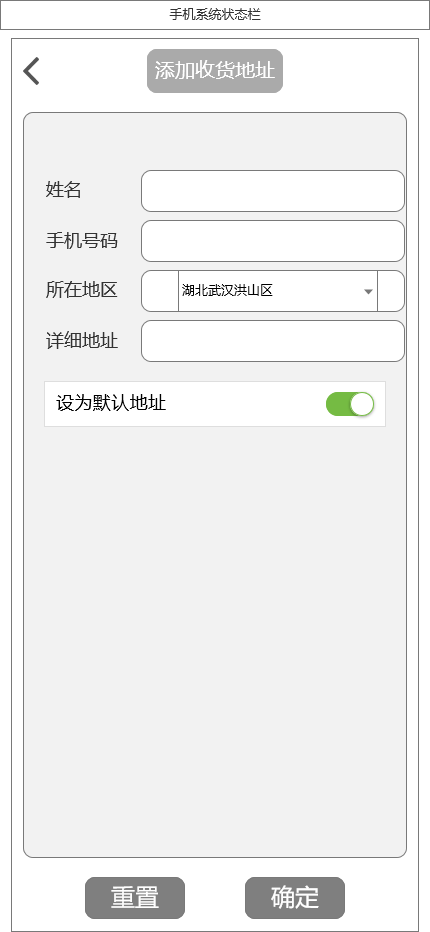 手机系统状态栏
添加收货地址
姓名
手机号码
所在地区
湖北武汉洪山区
详细地址
设为默认地址
重置
确定